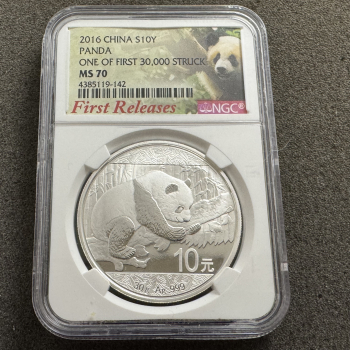 2016 CHINA S10Y
PANDA
ONE OF FIRST 30,000 STRUCK
MS 70
4385119-142
First Releases
NGC®
10元
30g Ag .999